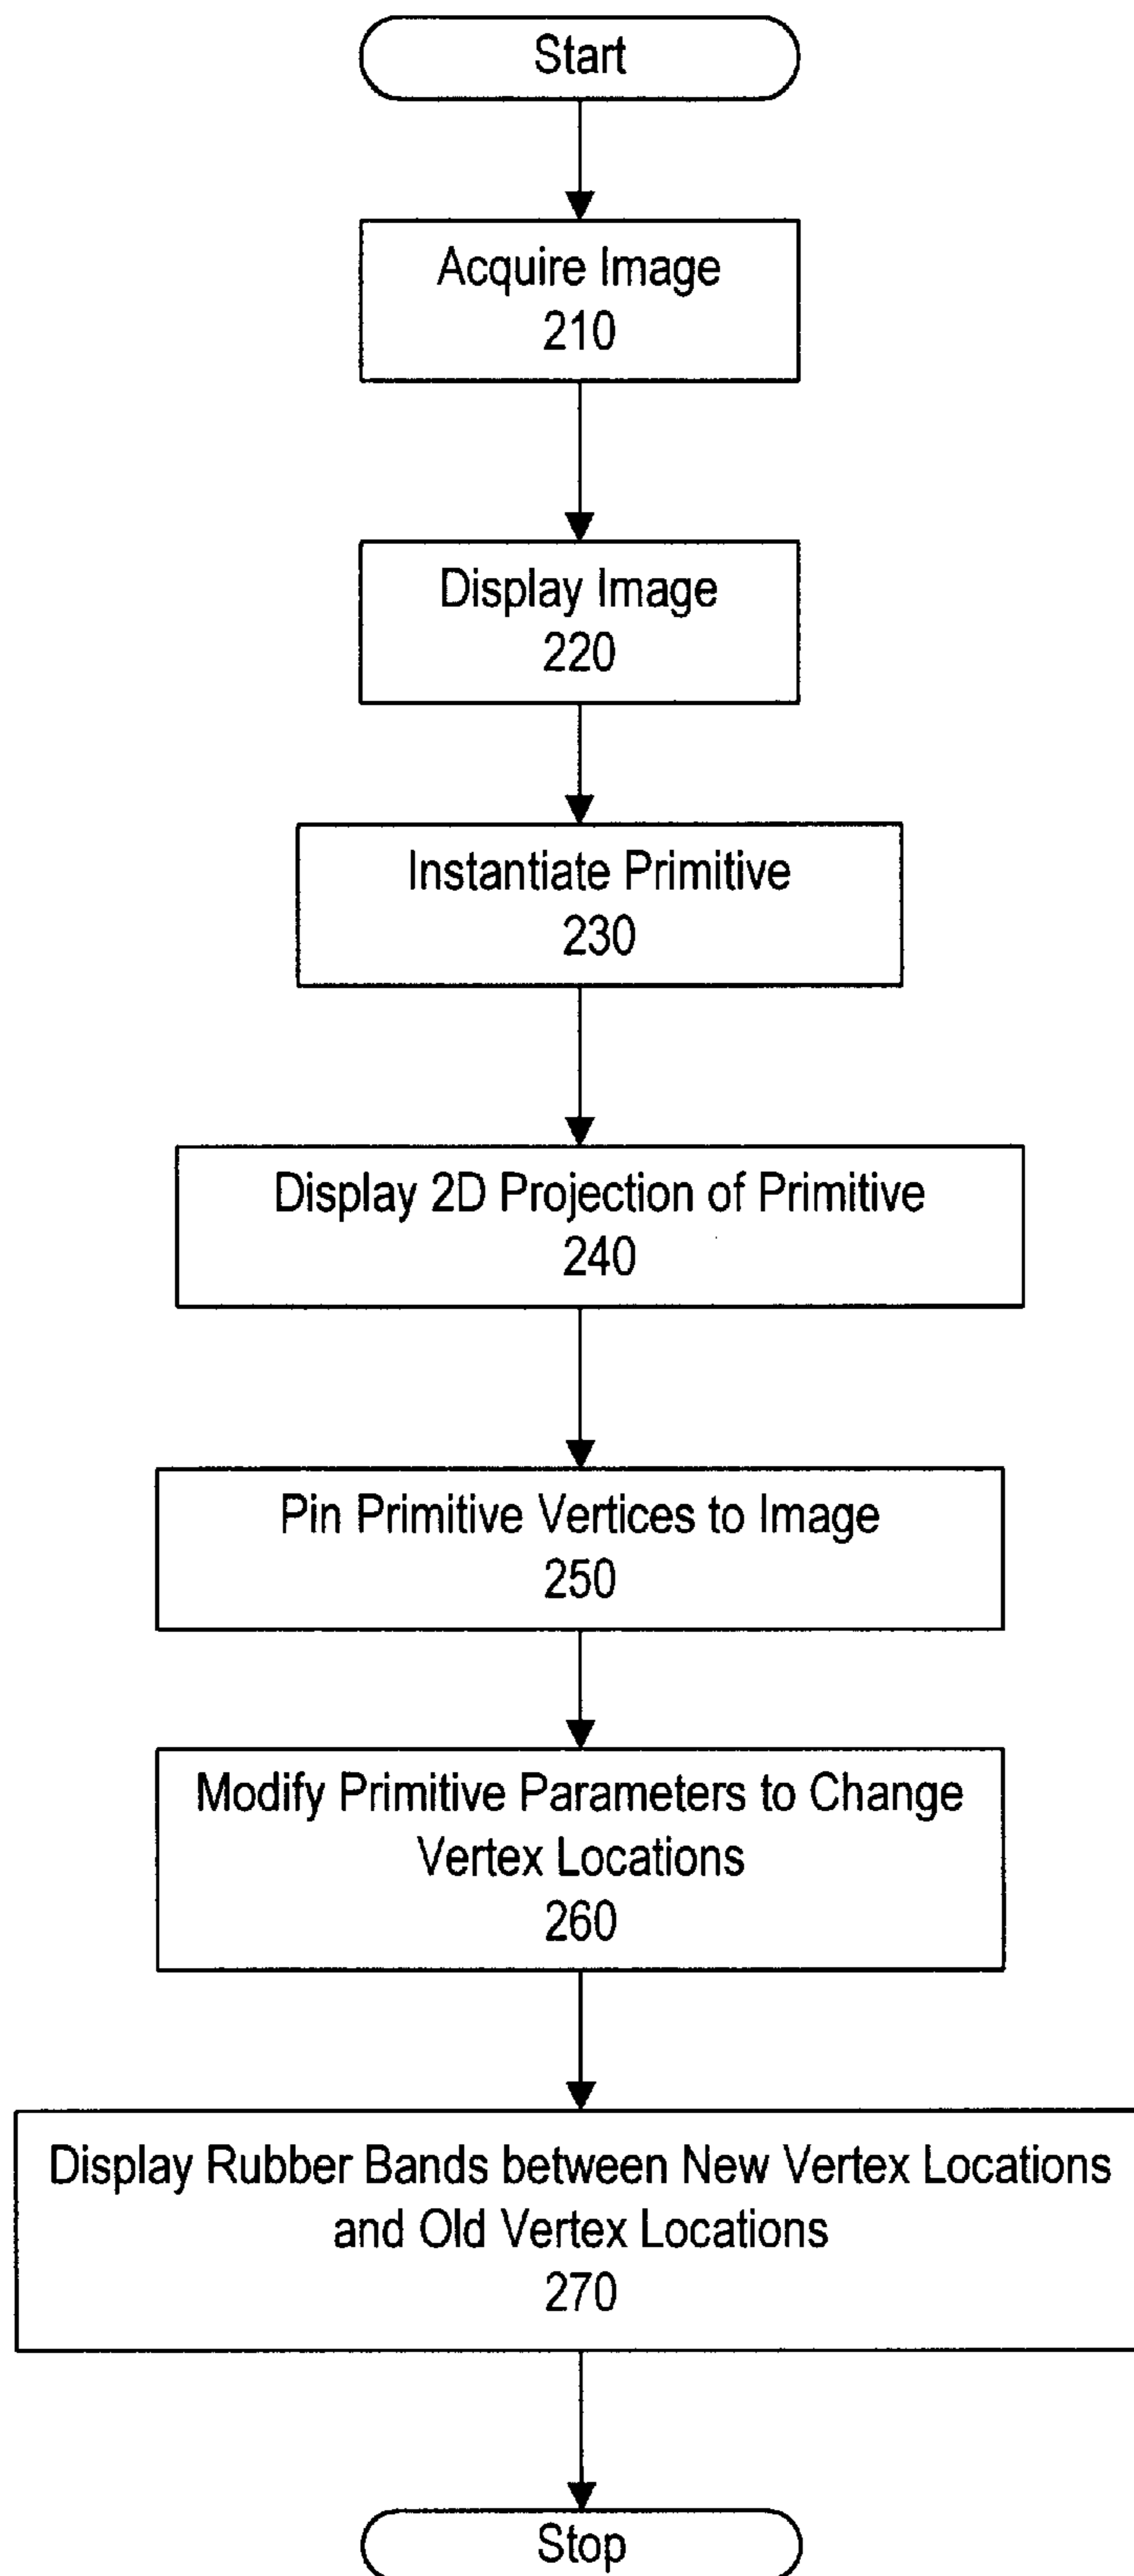 Start
Acquire Image
210
Display Image
220
Instantiate Primitive
230
Display 2D Projection of Primitive
240
Pin Primitive Vertices to Image
250
Modify Primitive Parameters to Change
Vertex Locations
260
Display Rubber Bands between New Vertex Locations
and Old Vertex Locations
270
Stop